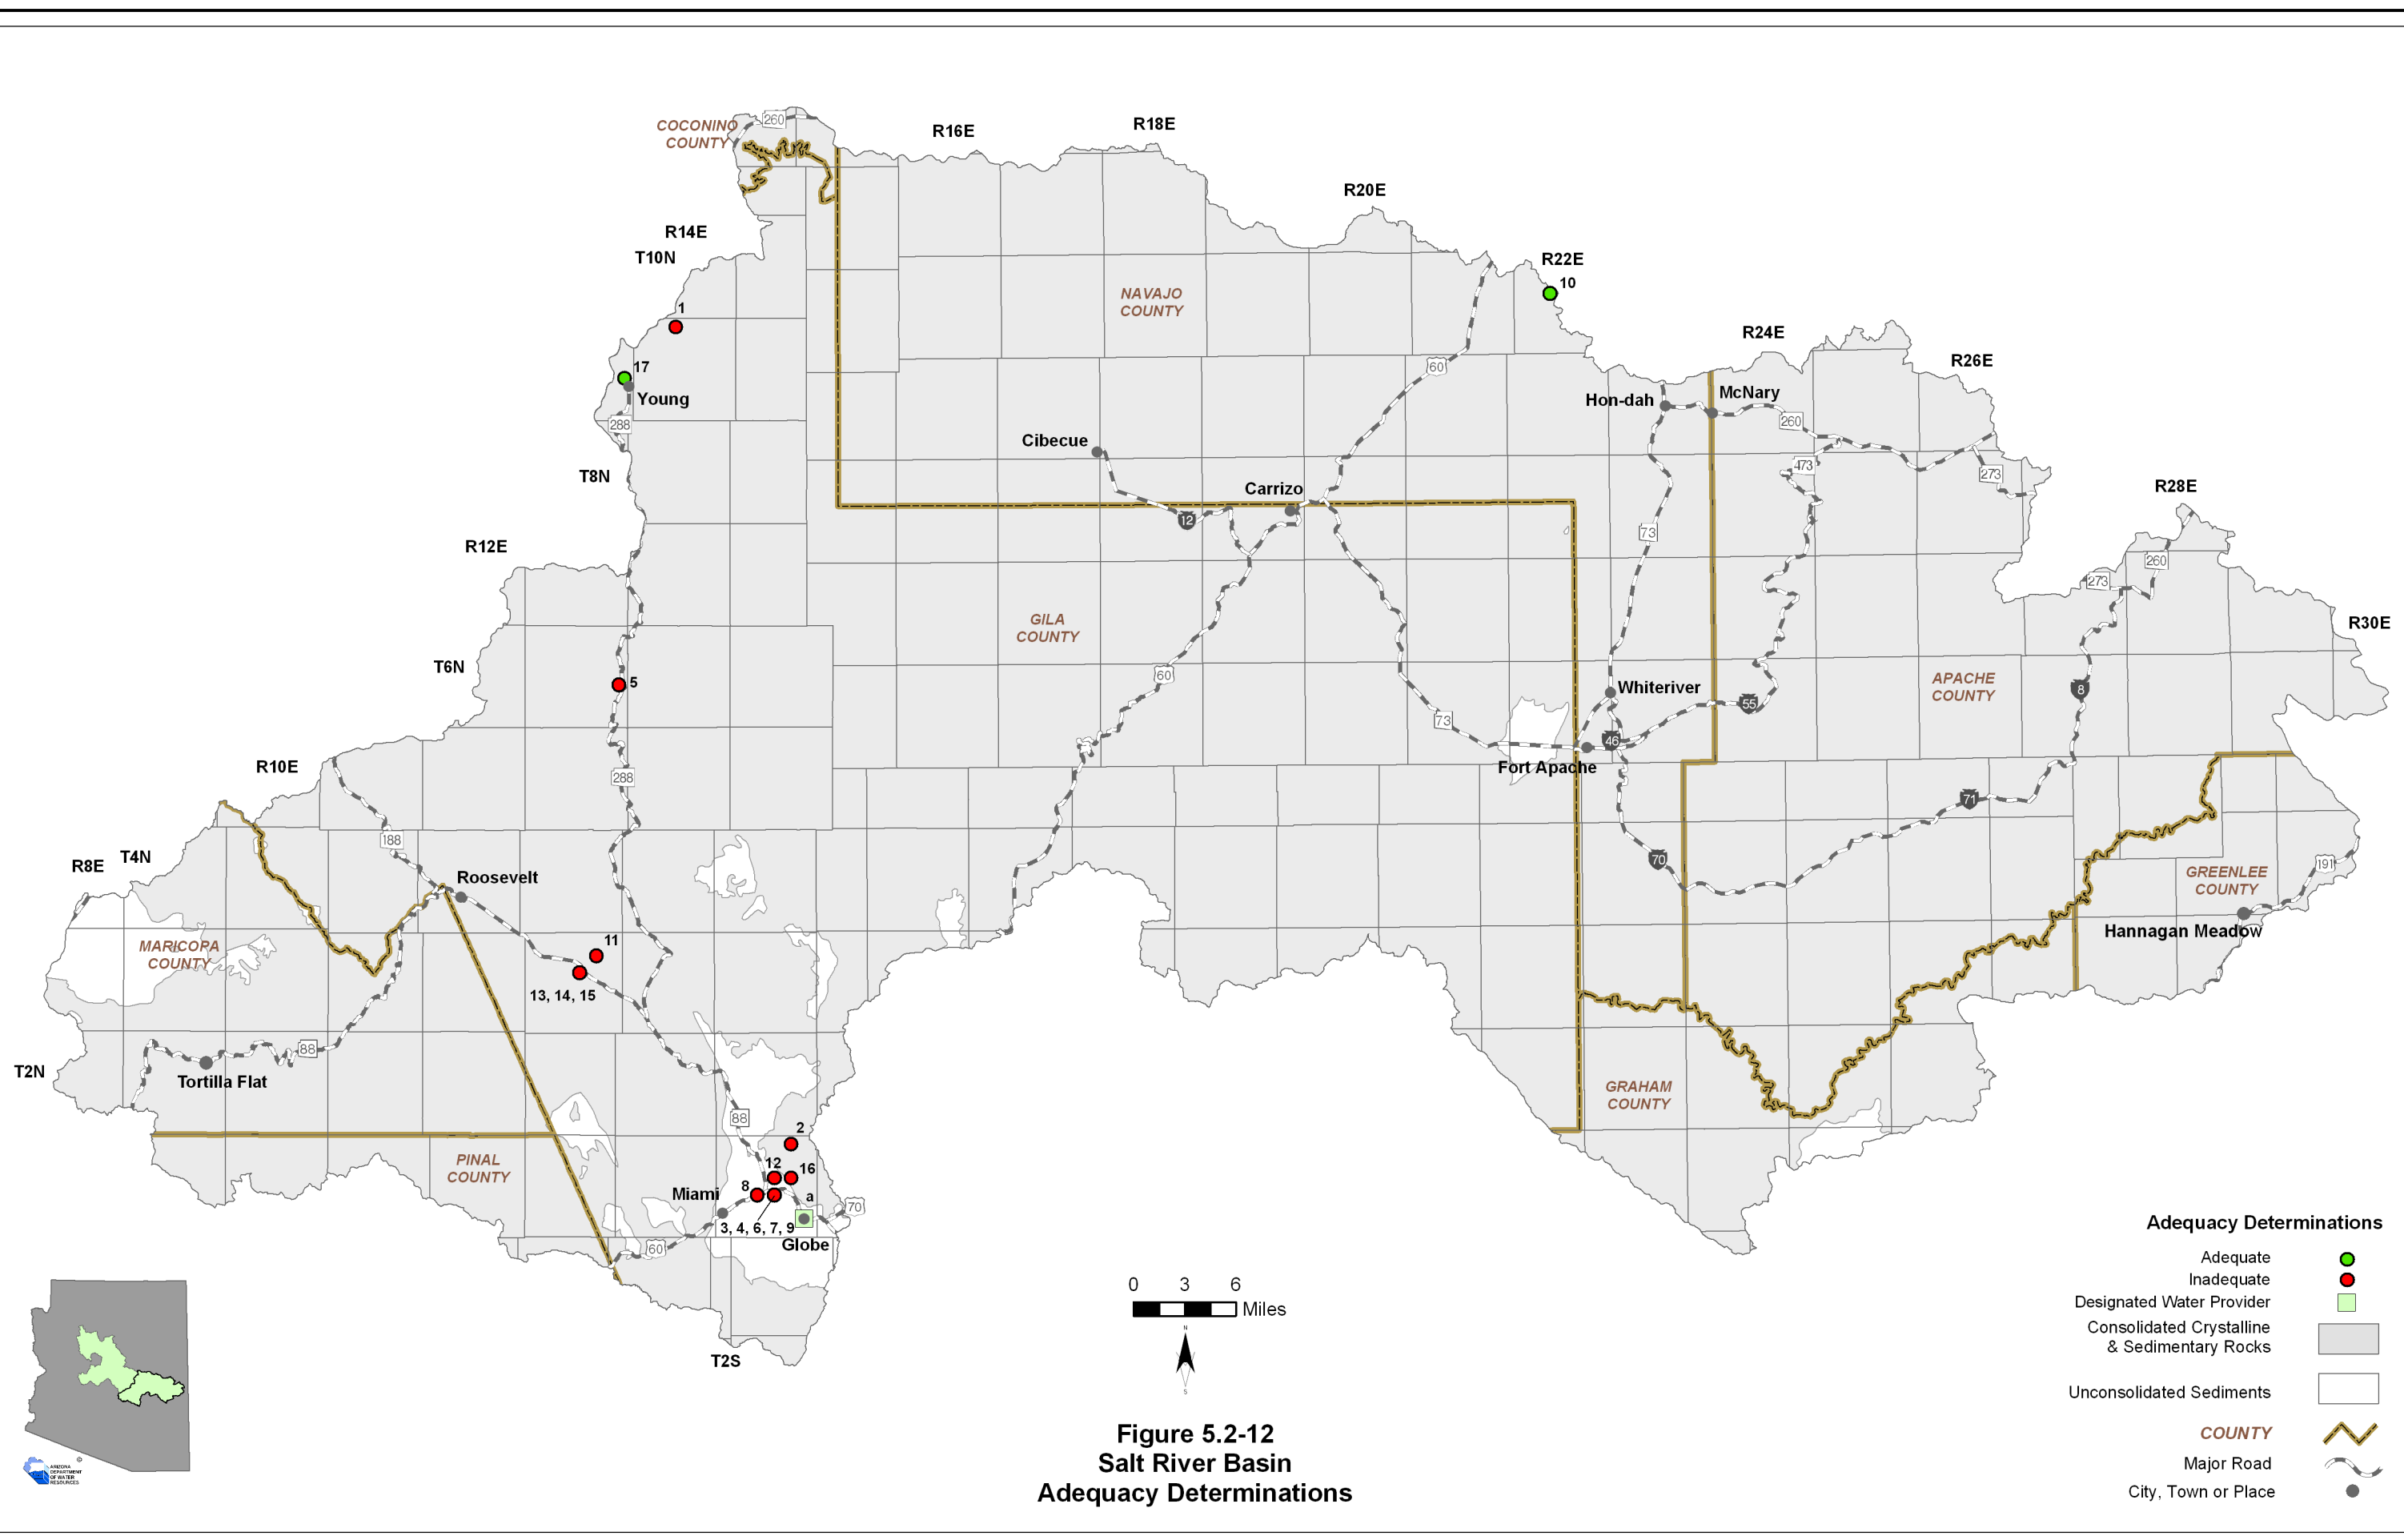 COCONINO
COUNTY
260
R16E
R18E
R20E
R14E
T10N
R22E
10
NAVAJO
COUNTY
1
R24E
R26E
17
Young
60
Hon-dah
McNary
288
260
Cibecue
T8N
473
273
Carrizo
R28E
12
73
R12E
260
273
GILA
COUNTY
R30E
T6N
5
60
Whiteriver
APACHE
COUNTY
8
55
73
46
R10E
288
Fort Apache
71
188
R8E
T4N
70
191
Roosevelt
GREENLEE
COUNTY
MARICOPA
COUNTY
11
Hannagan Meadow
13, 14, 15
88
T2N
Tortilla Flat
GRAHAM
COUNTY
88
2
PINAL
COUNTY
12
16
8
Miami
a
70
3, 4, 6, 7, 9
Globe
60
T2S
0 3 6
Miles
N
S
Adequacy Determinations
Adequate
Inadequate
Designated Water Provider
Consolidated Crystalline
& Sedimentary Rocks
Unconsolidated Sediments
COUNTY
Major Road
City, Town or Place
ARIZONA
DEPARTMENT
OF WATER
RESOURCES
Figure 5.2-12
Salt River Basin
Adequacy Determinations